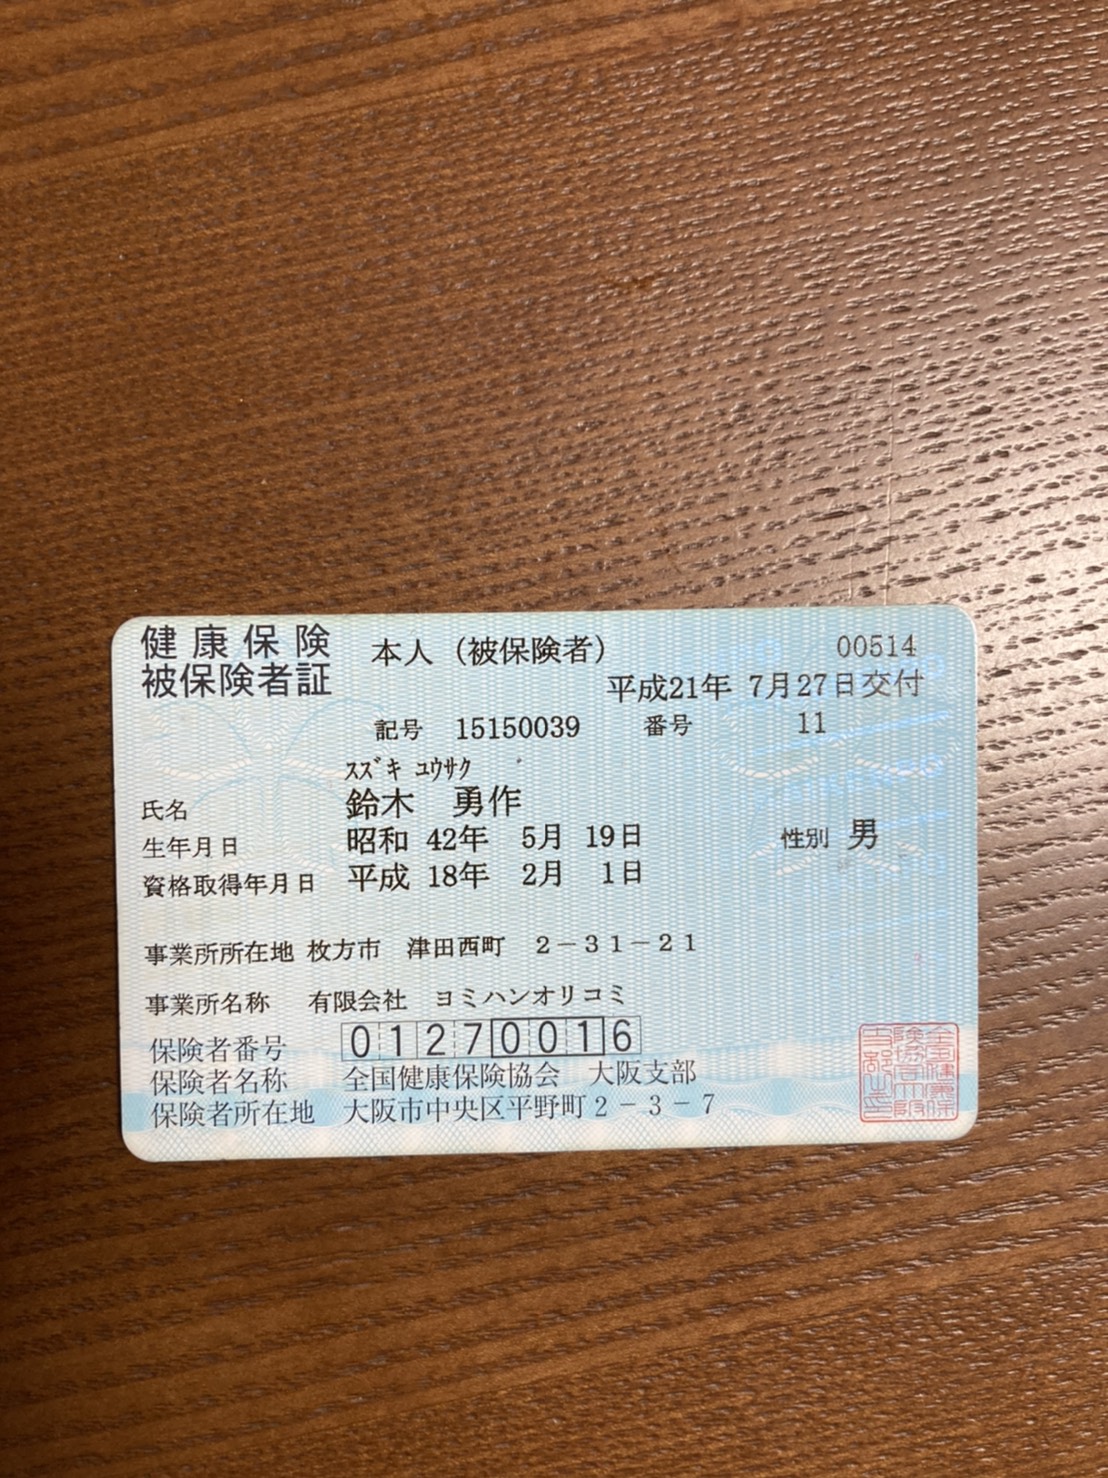 健康保険
被保険者証
本人（被保険者）
00514
平成21年 7月27日交付
記号 15150039 番号 11
ｽｽﾞｷ ﾕｳｻｸ
氏名 鈴木 勇作
生年月日 昭和 42年 5月 19日 性別 男
資格取得年月日 平成 18年 2月 1日
事業所所在地 枚方市 津田西町 2－31－21
事業所名称 有限会社 ヨミハンオリコミ
保険者番号 01270016
保険者名称 全国健康保険協会 大阪支部
保険者所在地 大阪市中央区平野町2－3－7